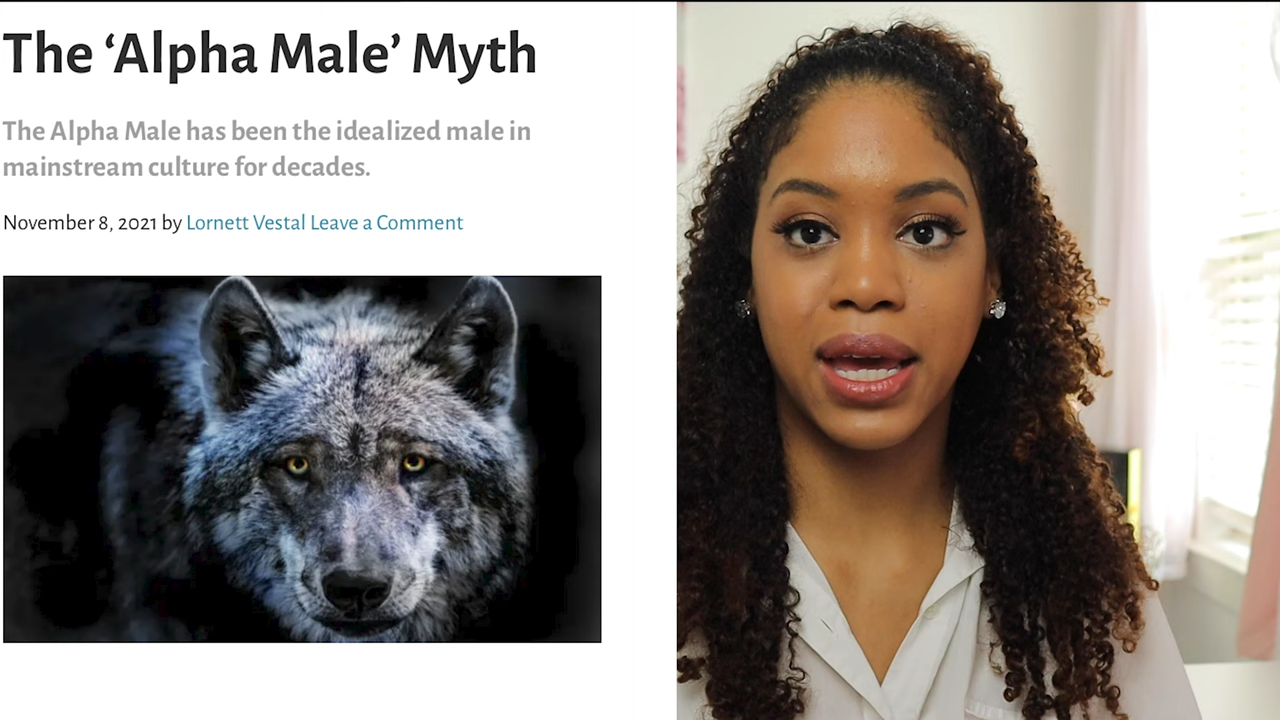 The ‘Alpha Male’ Myth
The Alpha Male has been the idealized male in
mainstream culture for decades.
November 8, 2021 by Lornett Vestal Leave a Comment